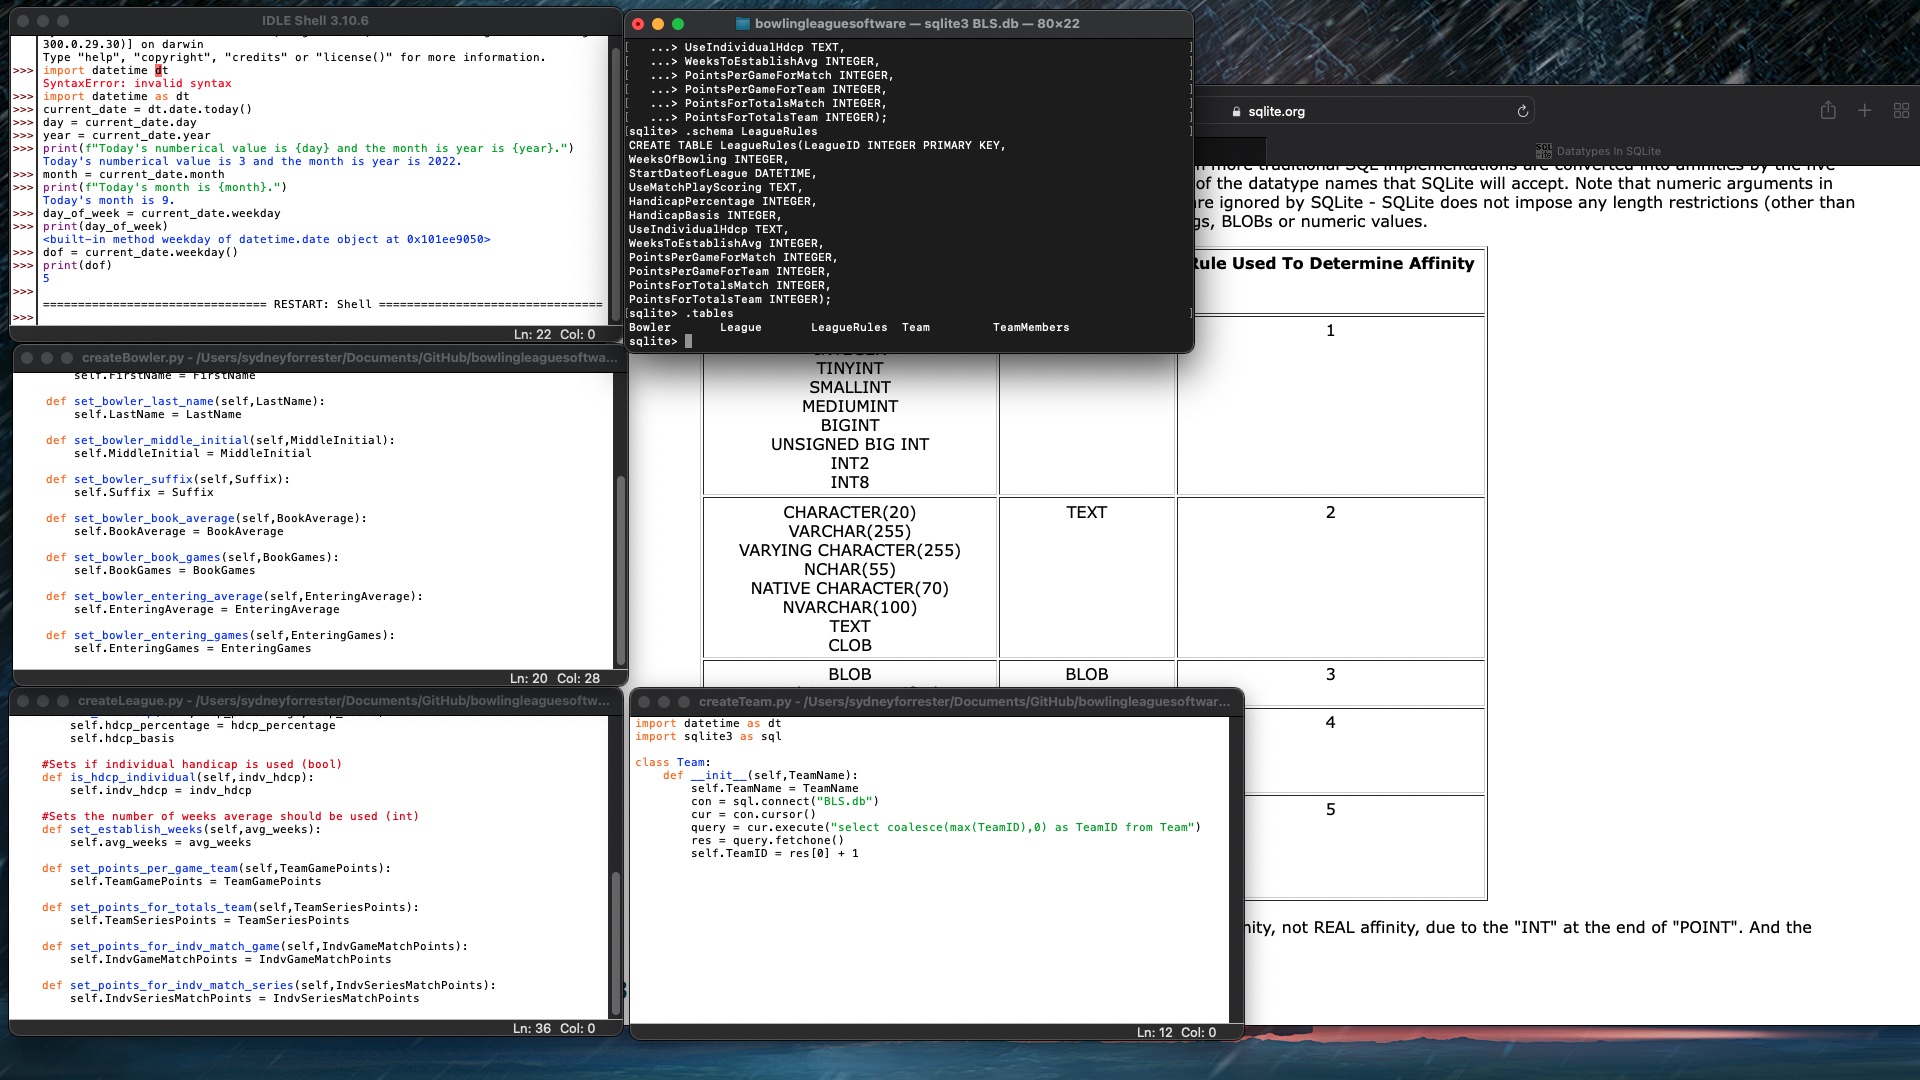 IDLE Shell 3.10.6
300.0.29.30)] on darwin
Type "help", "copyright", "credits" or "license()" for more information.
>>> import datetime dt
SyntaxError: invalid syntax
>>> import datetime as dt
>>> current_date = dt.date.today()
>>> day = current_date.day
>>> year = current_date.year
>>> print(f"Today's numberical value is {day} and the month is year is {year}.")
Today's numberical value is 3 and the month is year is 2022.
>>> month = current_date.month
>>> print(f"Today's month is {month}.")
Today's month is 9.
>>> day_of_week = current_date.weekday
>>> print(day_of_week)
<built-in method weekday of datetime.date object at 0x101ee9050>
>>> dof = current_date.weekday()
>>> print(dof)
5
>>>
=============================== RESTART: Shell ===============================
>>>
Ln: 22 Col: 0
bowlingleaguesoftware — sqlite3 BLS.db — 80×22
[   ...> UseIndividualHdcp TEXT, ]
[   ...> WeeksToEstablishAvg INTEGER, ]
[   ...> PointsPerGameForMatch INTEGER, ]
[   ...> PointsPerGameForTeam INTEGER, ]
[   ...> PointsForTotalsMatch INTEGER, ]
[   ...> PointsForTotalsTeam INTEGER); ]
[sqlite> .schema LeagueRules ]
CREATE TABLE LeagueRules(LeagueID INTEGER PRIMARY KEY,
WeeksOfBowling INTEGER,
StartDateofLeague DATETIME,
UseMatchPlayScoring TEXT,
HandicapPercentage INTEGER,
HandicapBasis INTEGER,
UseIndividualHdcp TEXT,
WeeksToEstablishAvg INTEGER,
PointsPerGameForMatch INTEGER,
PointsPerGameForTeam INTEGER,
PointsForTotalsMatch INTEGER,
PointsForTotalsTeam INTEGER);
[sqlite> .tables ]
Bowler League LeagueRules Team TeamMembers
sqlite>
createBowler.py - /Users/sydneyforrester/Documents/GitHub/bowlingleaguesoftwa...
self.FirstName = FirstName
def set_bowler_last_name(self,LastName):
self.LastName = LastName
def set_bowler_middle_initial(self,MiddleInitial):
self.MiddleInitial = MiddleInitial
def set_bowler_suffix(self,Suffix):
self.Suffix = Suffix
def set_bowler_book_average(self,BookAverage):
self.BookAverage = BookAverage
def set_bowler_book_games(self,BookGames):
self.BookGames = BookGames
def set_bowler_entering_average(self,EnteringAverage):
self.EnteringAverage = EnteringAverage
def set_bowler_entering_games(self,EnteringGames):
self.EnteringGames = EnteringGames
Ln: 20 Col: 28
createLeague.py - /Users/sydneyforrester/Documents/GitHub/bowlingleaguesoftw...
self.hdcp_percentage = hdcp_percentage
self.hdcp_basis
#Sets if individual handicap is used (bool)
def is_hdcp_individual(self,indv_hdcp):
self.indv_hdcp = indv_hdcp
#Sets the number of weeks average should be used (int)
def set_establish_weeks(self,avg_weeks):
self.avg_weeks = avg_weeks
def set_points_per_game_team(self,TeamGamePoints):
self.TeamGamePoints = TeamGamePoints
def set_points_for_totals_team(self,TeamSeriesPoints):
self.TeamSeriesPoints = TeamSeriesPoints
def set_points_for_indv_match_game(self,IndvGameMatchPoints):
self.IndvGameMatchPoints = IndvGameMatchPoints
def set_points_for_indv_match_series(self,IndvSeriesMatchPoints):
self.IndvSeriesMatchPoints = IndvSeriesMatchPoints
Ln: 36 Col: 0
createTeam.py - /Users/sydneyforrester/Documents/GitHub/bowlingleaguesoftwar...
import datetime as dt
import sqlite3 as sql
class Team:
def __init__(self,TeamName):
self.TeamName = TeamName
con = sql.connect("BLS.db")
cur = con.cursor()
query = cur.execute("select coalesce(max(TeamID),0) as TeamID from Team")
res = query.fetchone()
self.TeamID = res[0] + 1
Ln: 12 Col: 0
sqlite.org
Datatypes In SQLite
more traditional SQL implementations are converted into affinities by the five
of the datatype names that SQLite will accept. Note that numeric arguments in
are ignored by SQLite - SQLite does not impose any length restrictions (other than
gs, BLOBs or numeric values.
Rule Used To Determine Affinity
TINYINT
SMALLINT
MEDIUMINT
BIGINT
UNSIGNED BIG INT
INT2
INT8
1
CHARACTER(20)
VARCHAR(255)
VARYING CHARACTER(255)
NCHAR(55)
NATIVE CHARACTER(70)
NVARCHAR(100)
TEXT
CLOB
TEXT
2
BLOB
BLOB
3
4
5
nity, not REAL affinity, due to the "INT" at the end of "POINT". And the